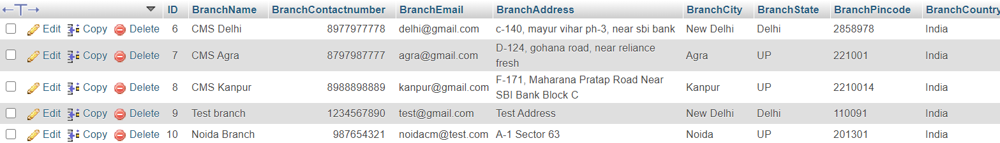 ID BranchName BranchContactnumber BranchEmail BranchAddress BranchCity BranchState BranchPincode BranchCountry
Edit Copy Delete 6 CMS Delhi 8977977778 delhi@gmail.com c-140, mayur vihar ph-3, near sbi bank New Delhi Delhi 2858978 India
Edit Copy Delete 7 CMS Agra 8797987777 agra@gmail.com D-124, gohana road, near reliance
fresh Agra UP 221001 India
Edit Copy Delete 8 CMS Kanpur 8988898889 kanpur@gmail.com F-171, Maharana Pratap Road Near
SBI Bank Block C Kanpur UP 2210014 India
Edit Copy Delete 9 Test branch 1234567890 test@gmail.com Test Address New Delhi Delhi 110091 India
Edit Copy Delete 10 Noida Branch 987654321 noidacm@test.com A-1 Sector 63 Noida UP 201301 India